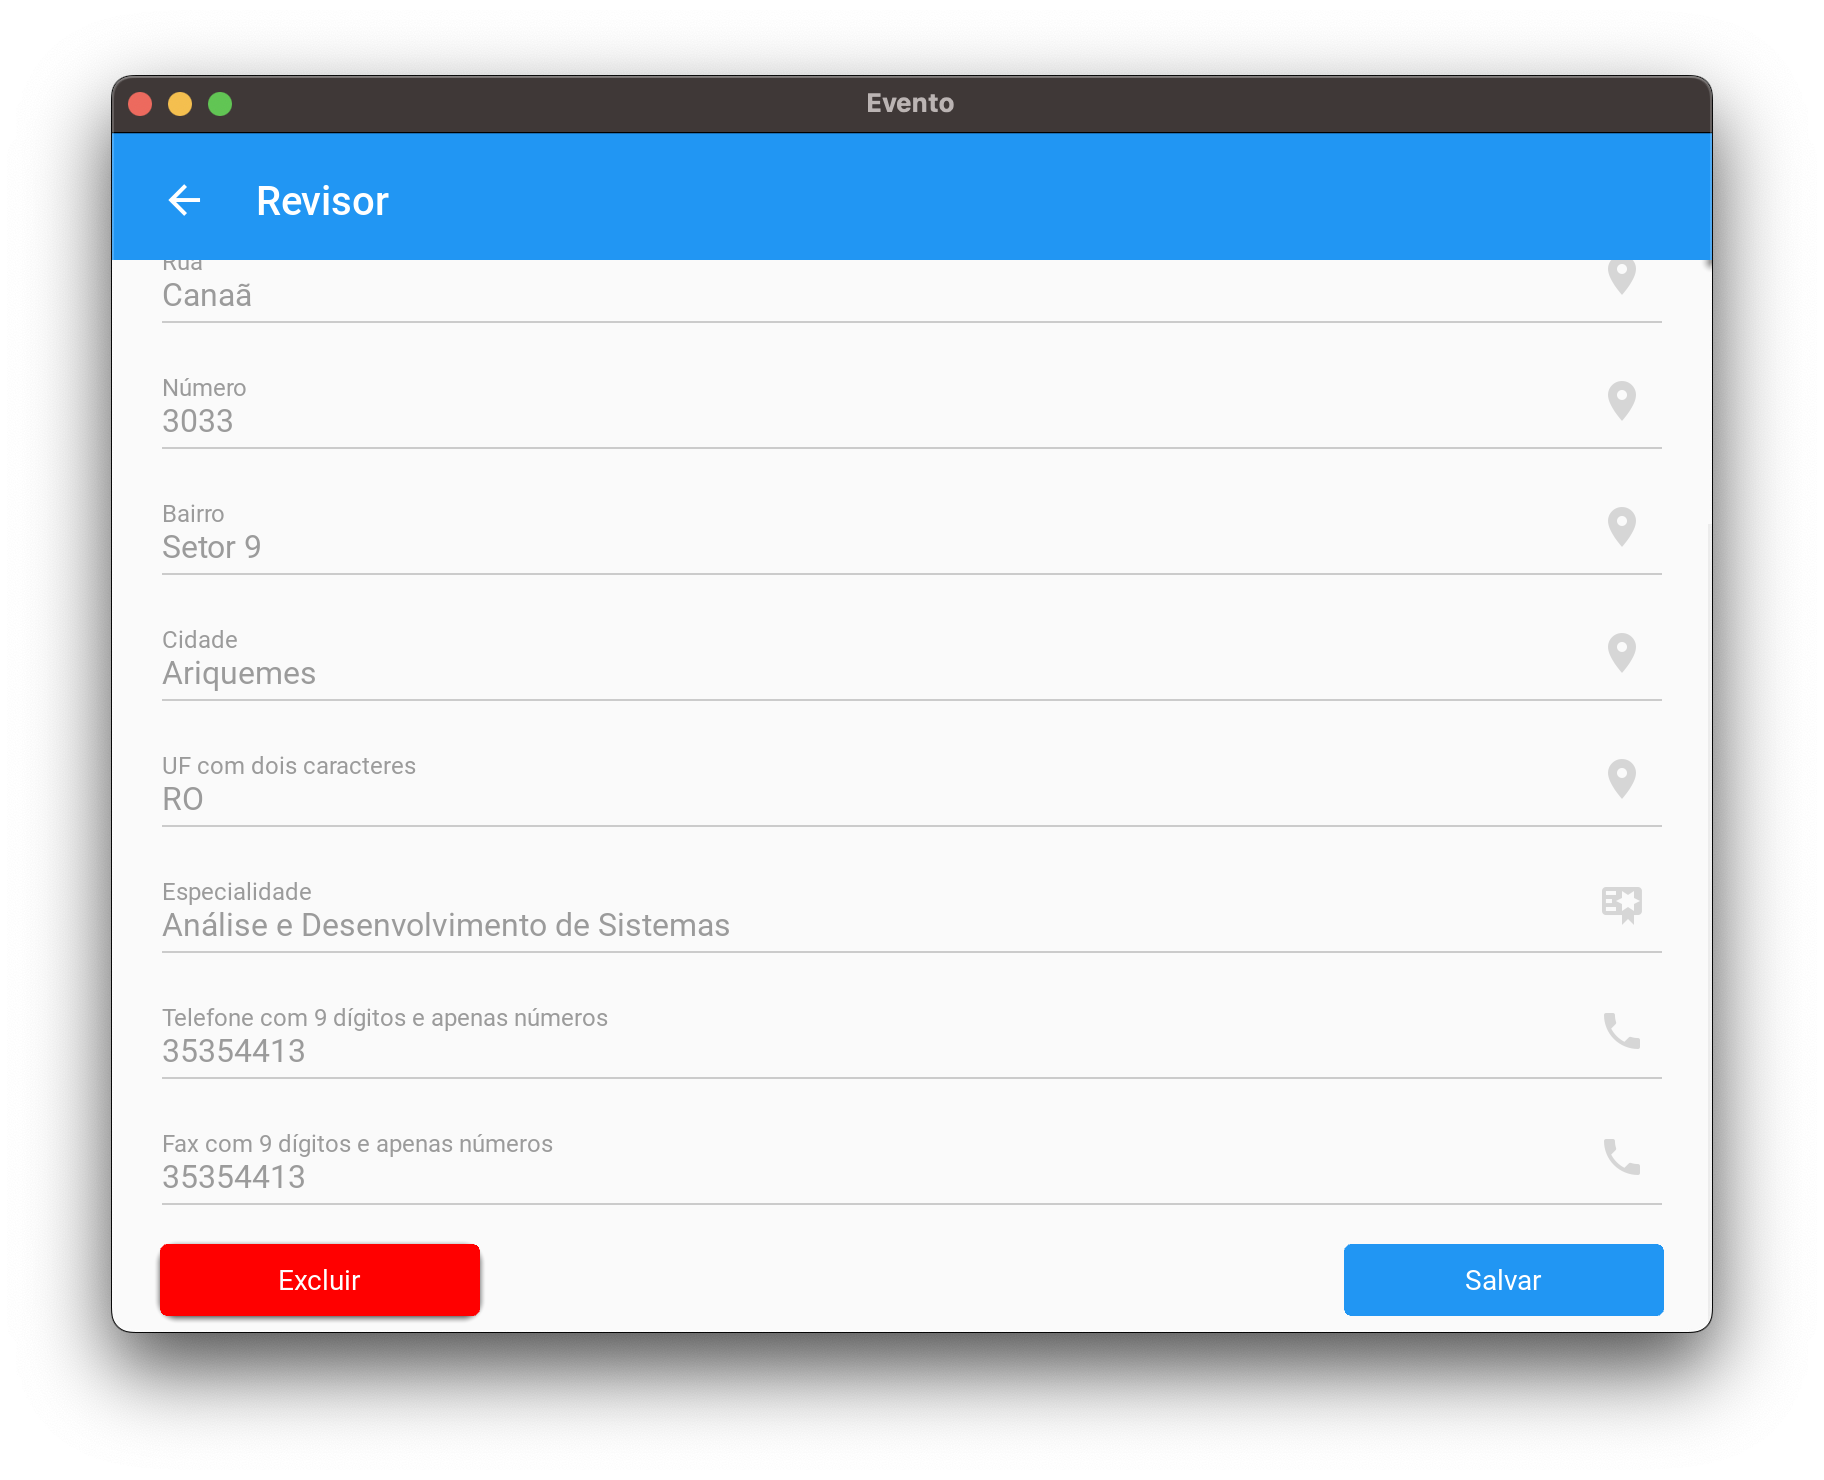 Evento
Revisor
Rua
Canaã
Número
3033
Bairro
Setor 9
Cidade
Ariquemes
UF com dois caracteres
RO
Especialidade
Análise e Desenvolvimento de Sistemas
Telefone com 9 dígitos e apenas números
35354413
Fax com 9 dígitos e apenas números
35354413
Excluir
Salvar